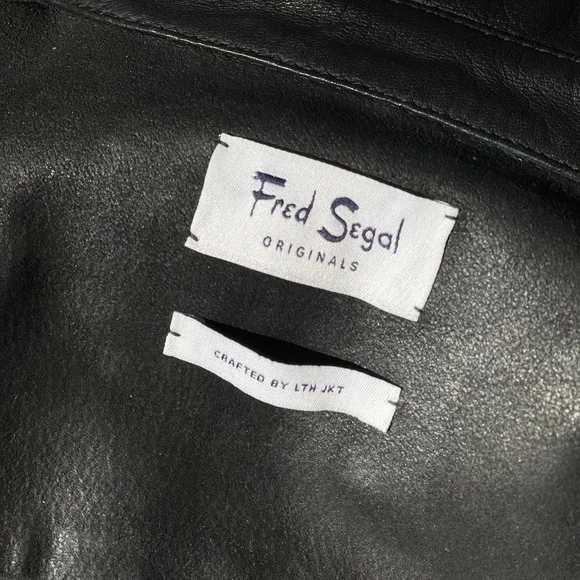 Fred Segal
ORIGINALS
CRAFTED BY LTH JKT